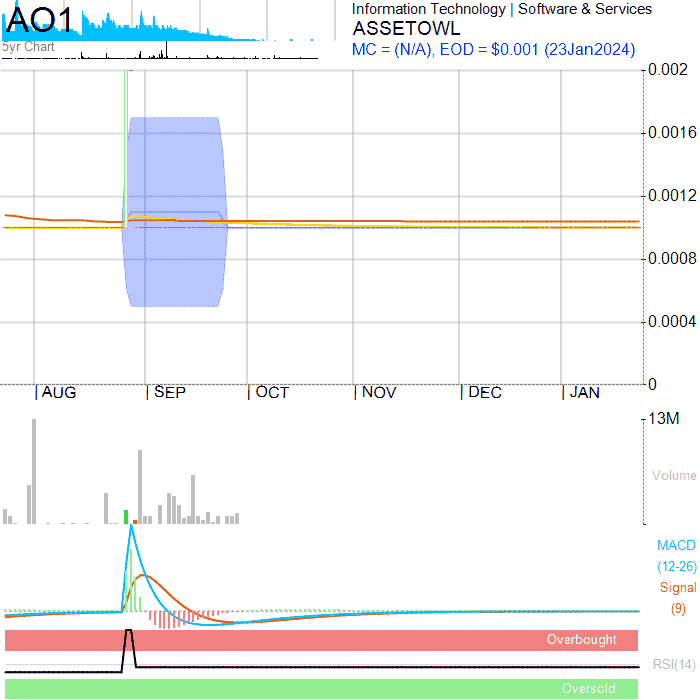 AO1
Information Technology | Software & Services
ASSETOWL
5yr Chart
MC = (N/A), EOD = $0.001 (23Jan2024)
0.002
0.0016
0.0012
0.0008
0.0004
0
| AUG | SEP | OCT | NOV | DEC | JAN
13M
Volume
MACD
(12-26)
Signal
(9)
Overbought
RSI(14)
Oversold